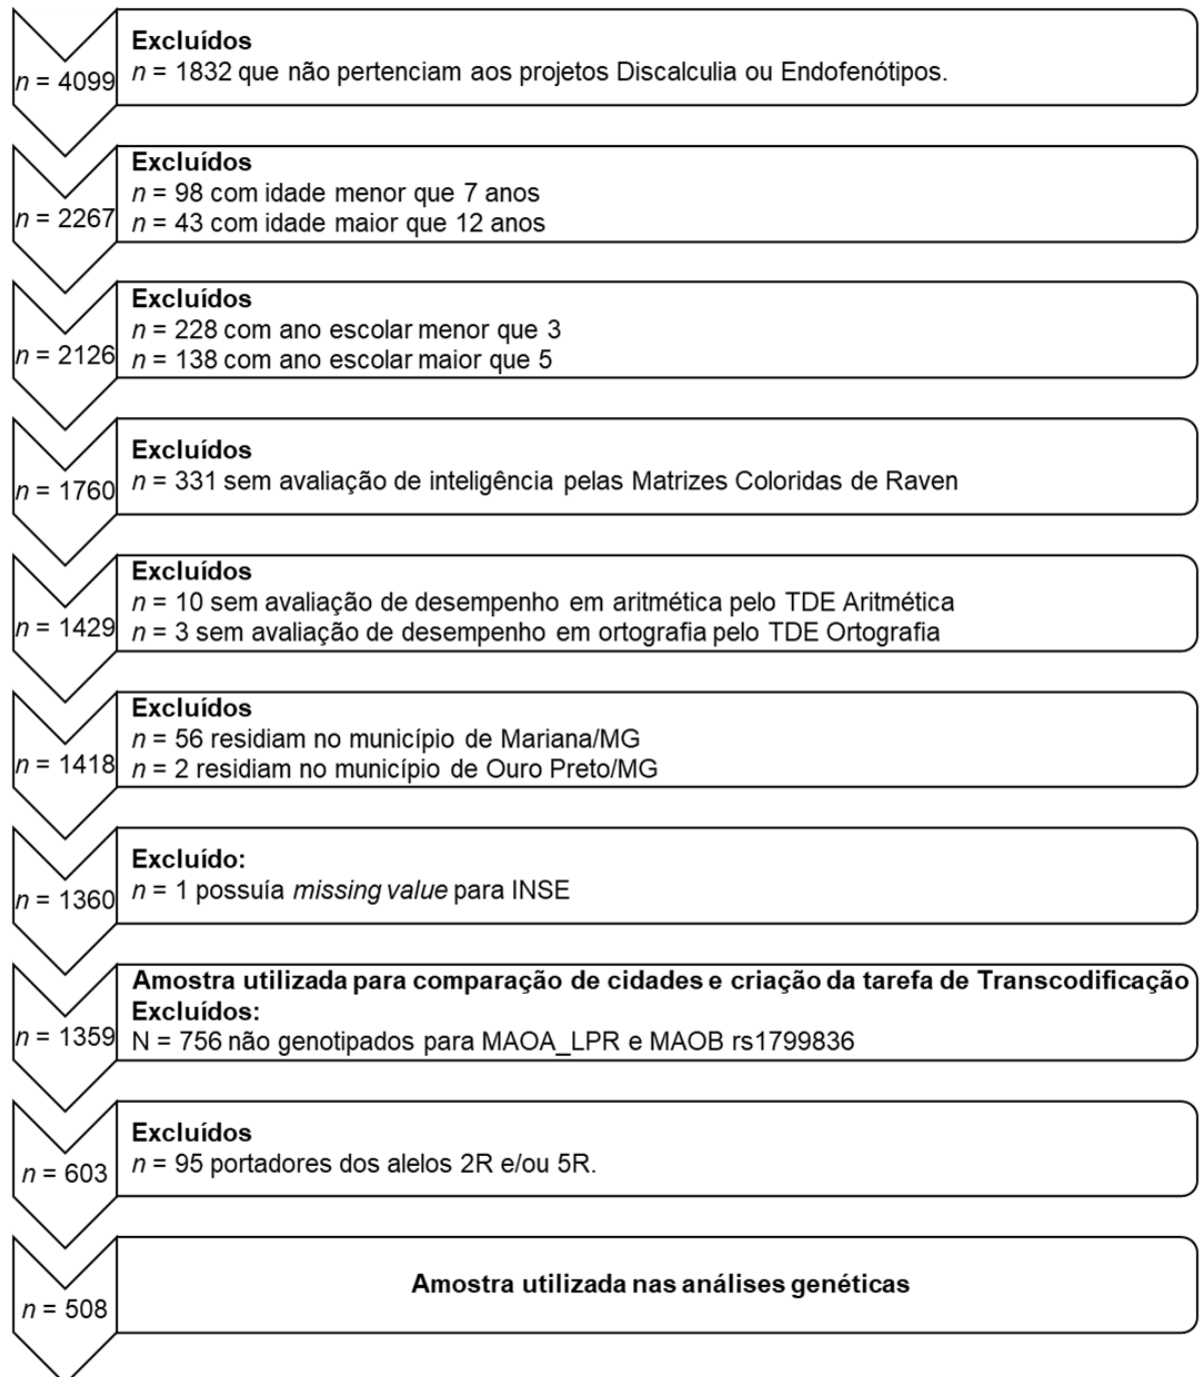 Excluídos
n = 4099
n = 1832 que não pertenciam aos projetos Discalculia ou Endofenótipos.
Excluídos
n = 98 com idade menor que 7 anos
n = 2267
n = 43 com idade maior que 12 anos
Excluídos
n = 228 com ano escolar menor que 3
n = 2126
n = 138 com ano escolar maior que 5
Excluídos
n = 1760
n = 331 sem avaliação de inteligência pelas Matrizes Coloridas de Raven
Excluídos
n = 10 sem avaliação de desempenho em aritmética pelo TDE Aritmética
n = 1429
n = 3 sem avaliação de desempenho em ortografia pelo TDE Ortografia
Excluídos
n = 56 residiam no município de Mariana/MG
n = 1418
n = 2 residiam no município de Ouro Preto/MG
Excluído:
n = 1360
n = 1 possuía missing value para INSE
Amostra utilizada para comparação de cidades e criação da tarefa de Transcodificação
Excluídos:
n = 1359
N = 756 não genotipados para MAOA_LPR e MAOB rs1799836
Excluídos
n = 603
n = 95 portadores dos alelos 2R e/ou 5R.
Amostra utilizada nas análises genéticas
n = 508